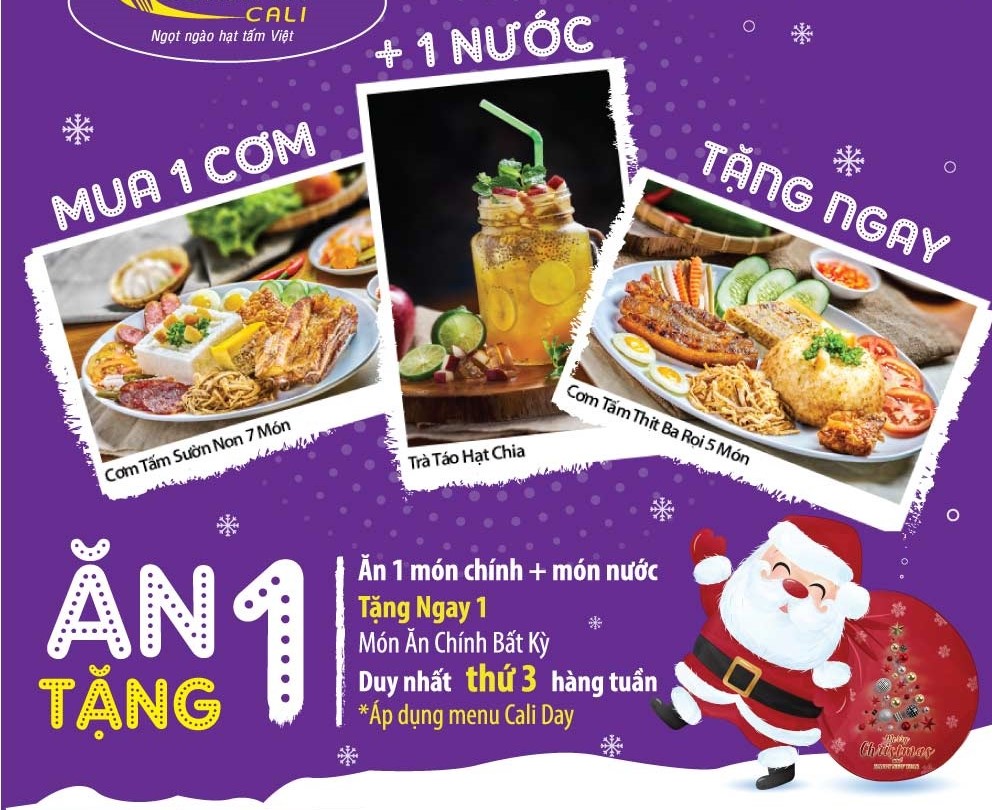 CALI
Ngọt ngào hạt tấm Việt
+ 1 NƯỚC
MUA 1 CƠM
TẶNG NGAY
Cơm Tấm Sườn Non 7 Món
Trà Táo Hạt Chia
Cơm Tấm Thịt Ba Rọi 5 Món
ĂN 1
TẶNG
Ăn 1 món chính + món nước
Tặng Ngay 1
Món Ăn Chính Bất Kỳ
Duy nhất thứ 3 hàng tuần
*Áp dụng menu Cali Day
Merry
Christmas